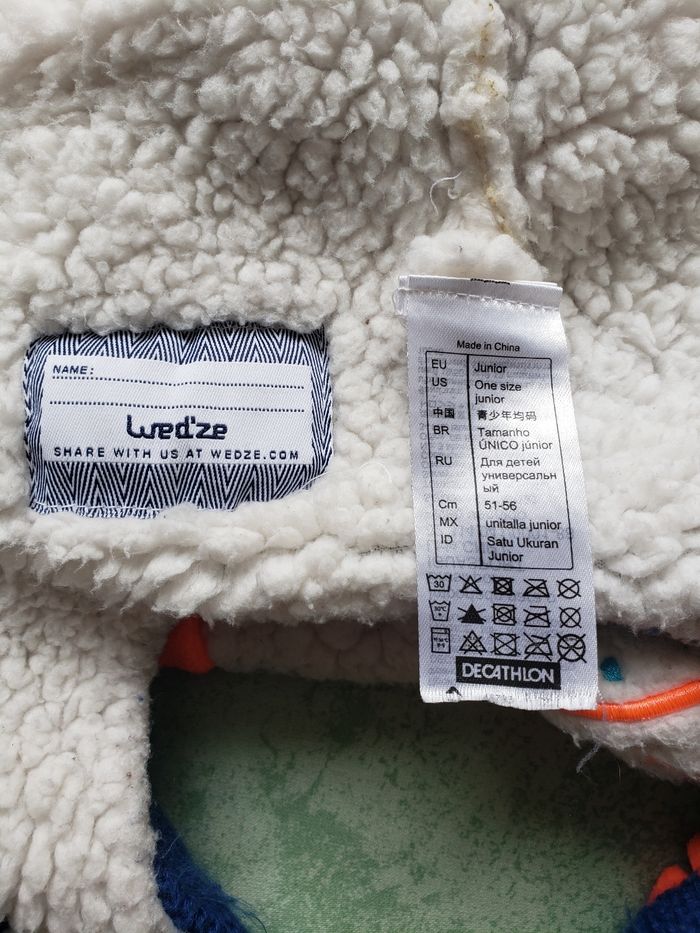 NAME:
Wed'ze
SHARE WITH US AT WEDZE.COM
Made in China
EU Junior
US One size
junior
中国 青少年均码
BR Tamanho
ÚNICO júnior
RU Для детей
универсальн
ый
Cm 51-56
MX unitalla junior
ID Satu Ukuran
Junior
30
30°C
DECATHLON